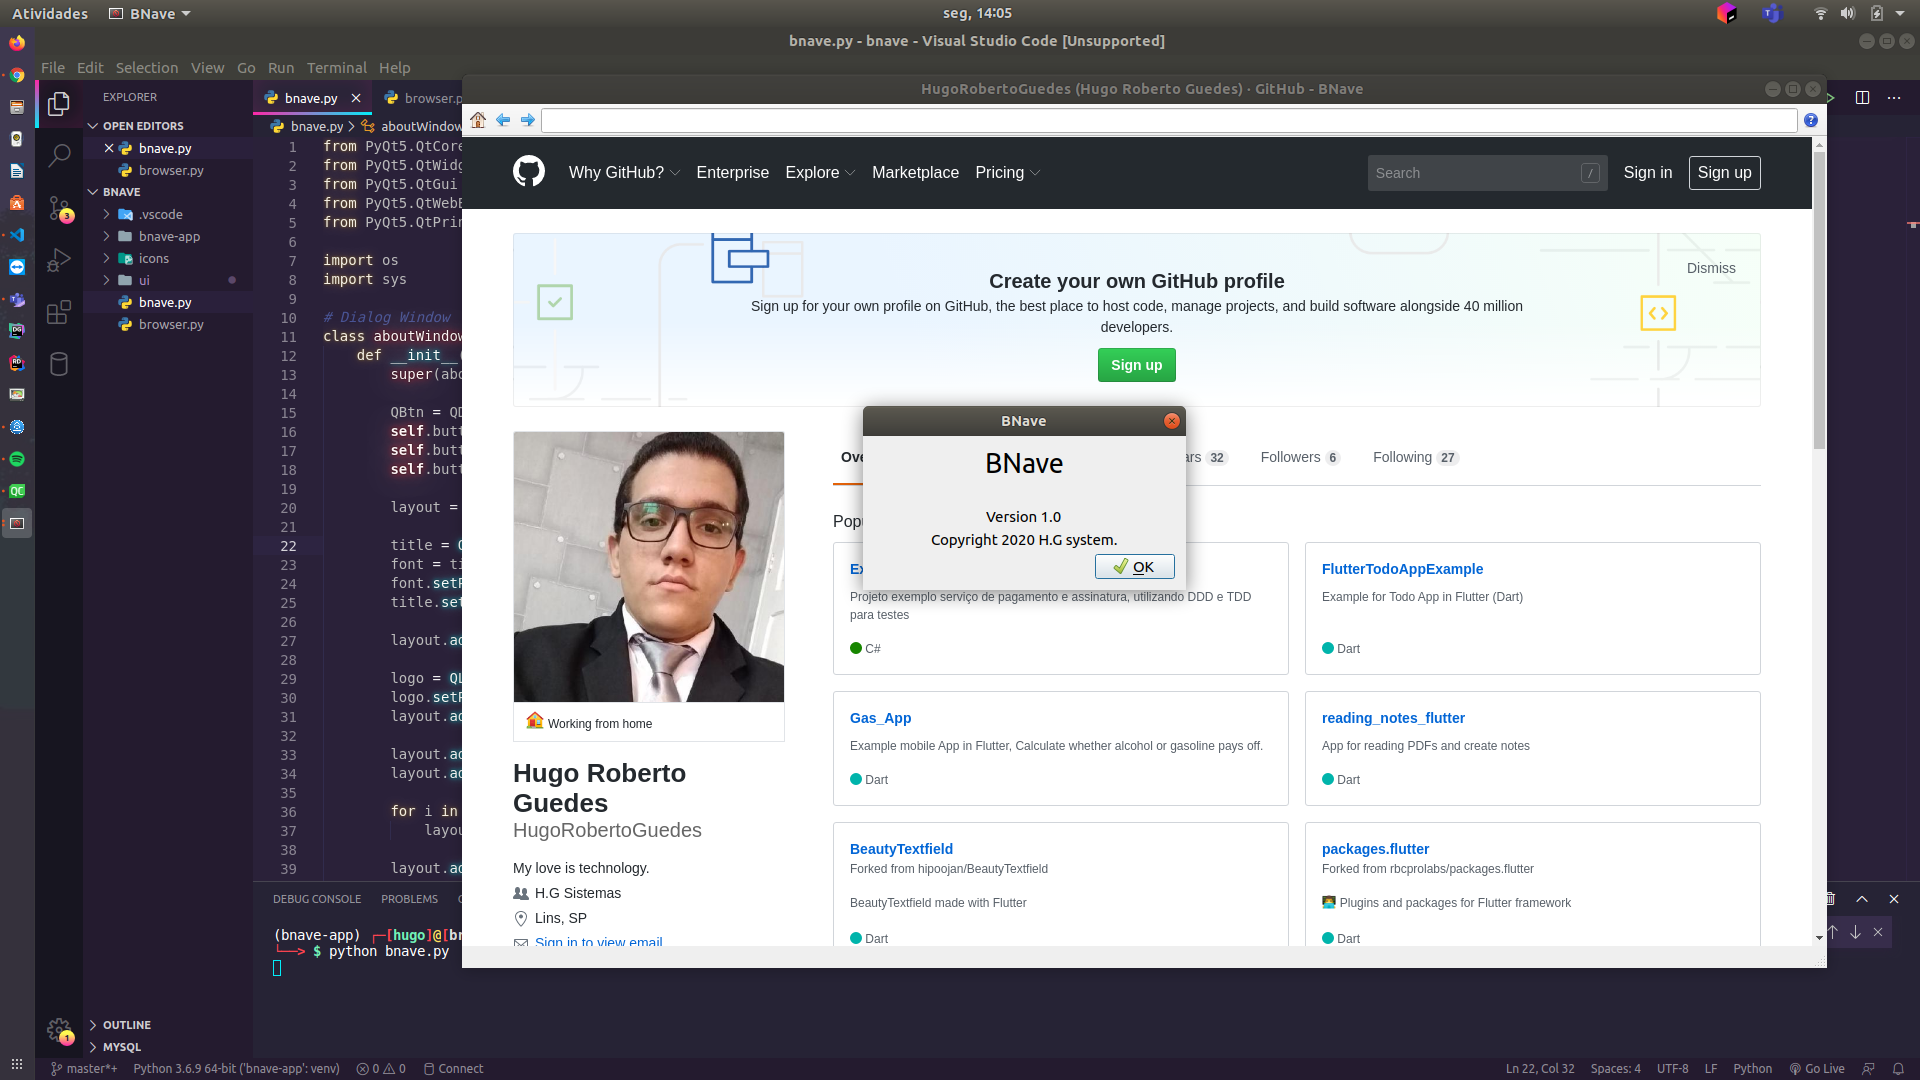 Atividades
BNave
seg, 14:05
bnave.py - bnave - Visual Studio Code [Unsupported]
File Edit Selection View Go Run Terminal Help
EXPLORER
OPEN EDITORS
bnave.py
browser.py
BNAVE
.vscode
bnave-app
icons
ui
bnave.py
browser.py
OUTLINE
MYSQL
3
1
bnave.py
browser.p
bnave.py > aboutWindow
1 from PyQt5.QtCore
2 from PyQt5.QtWidg
3 from PyQt5.QtGui
4 from PyQt5.QtWebE
5 from PyQt5.QtPrin
6
7 import os
8 import sys
9
10 # Dialog Window
11 class aboutWindow
12 def __init__(
13 super(abo
14
15 QBtn = QD
16 self.butt
17 self.butt
18 self.butt
19
20 layout =
21
22 title = Q
23 font = ti
24 font.setP
25 title.set
26
27 layout.ad
28
29 logo = QL
30 logo.setP
31 layout.ad
32
33 layout.ad
34 layout.ad
35
36 for i in
37 layou
38
39 layout.ad
DEBUG CONSOLE PROBLEMS
(bnave-app) [hugo]@[br
$ python bnave.py
HugoRobertoGuedes (Hugo Roberto Guedes) · GitHub - BNave
Why GitHub? Enterprise Explore Marketplace Pricing
Search /
Sign in
Sign up
Create your own GitHub profile
Dismiss
Sign up for your own profile on GitHub, the best place to host code, manage projects, and build software alongside 40 million
developers.
Sign up
Working from home
Hugo Roberto
Guedes
HugoRobertoGuedes
My love is technology.
H.G Sistemas
Lins, SP
Sign in to view email
Ove
ars 32
Followers 6
Following 27
Popu
BNave
BNave
Version 1.0
Copyright 2020 H.G system.
OK
Ex
Projeto exemplo serviço de pagamento e assinatura, utilizando DDD e TDD
para testes
C#
FlutterTodoAppExample
Example for Todo App in Flutter (Dart)
Dart
Gas_App
Example mobile App in Flutter, Calculate whether alcohol or gasoline pays off.
Dart
reading_notes_flutter
App for reading PDFs and create notes
Dart
BeautyTextfield
Forked from hipoojan/BeautyTextfield
BeautyTextfield made with Flutter
Dart
packages.flutter
Forked from rbcprolabs/packages.flutter
Plugins and packages for Flutter framework
Dart
master*+
Python 3.6.9 64-bit ('bnave-app': venv)
0 0
Connect
Ln 22, Col 32
Spaces: 4
UTF-8
LF
Python
Go Live